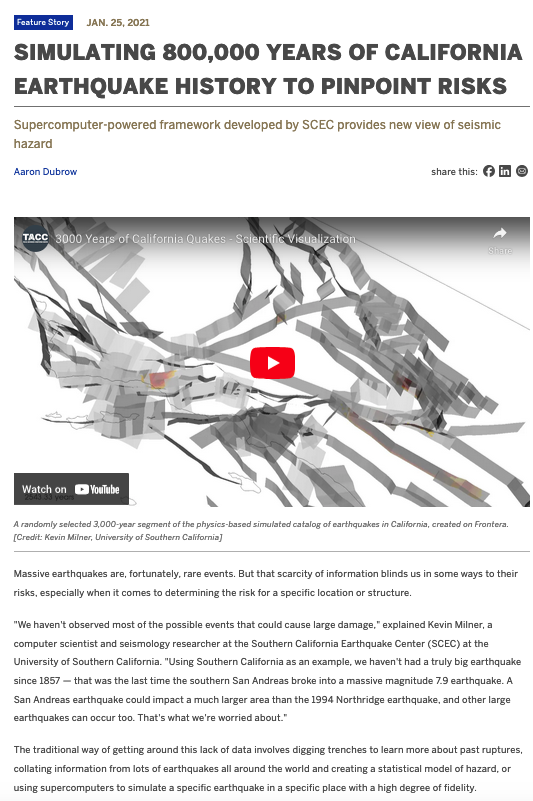 Feature Story JAN. 25, 2021
SIMULATING 800,000 YEARS OF CALIFORNIA
EARTHQUAKE HISTORY TO PINPOINT RISKS
Supercomputer-powered framework developed by SCEC provides new view of seismic
hazard
Aaron Dubrow share this:
TACC 3000 Years of California Quakes - Scientific Visualization
Share
Watch on YouTube
A randomly selected 3,000-year segment of the physics-based simulated catalog of earthquakes in California, created on Frontera.
[Credit: Kevin Milner, University of Southern California]
Massive earthquakes are, fortunately, rare events. But that scarcity of information blinds us in some ways to their
risks, especially when it comes to determining the risk for a specific location or structure.
"We haven't observed most of the possible events that could cause large damage," explained Kevin Milner, a
computer scientist and seismology researcher at the Southern California Earthquake Center (SCEC) at the
University of Southern California. "Using Southern California as an example, we haven't had a truly big earthquake
since 1857 — that was the last time the southern San Andreas broke into a massive magnitude 7.9 earthquake. A
San Andreas earthquake could impact a much larger area than the 1994 Northridge earthquake, and other large
earthquakes can occur too. That's what we're worried about."
The traditional way of getting around this lack of data involves digging trenches to learn more about past ruptures,
collating information from lots of earthquakes all around the world and creating a statistical model of hazard, or
using supercomputers to simulate a specific earthquake in a specific place with a high degree of fidelity.